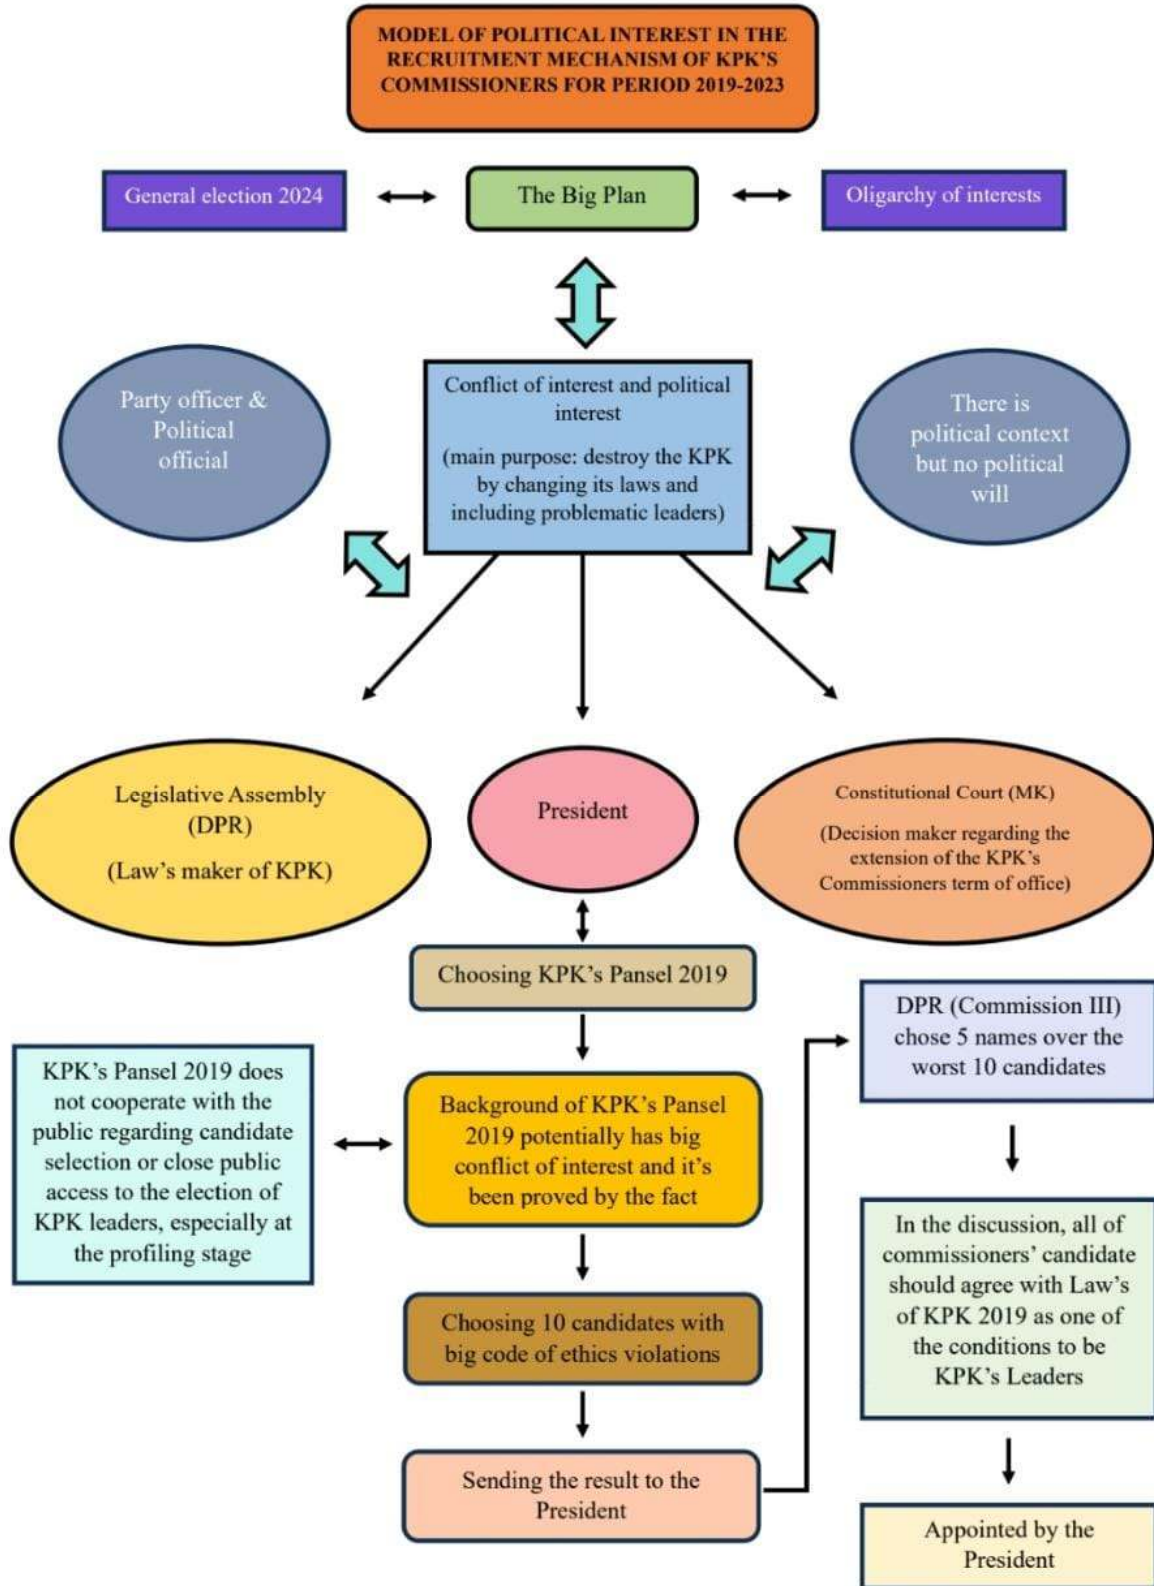 MODEL OF POLITICAL INTEREST IN THE
RECRUITMENT MECHANISM OF KPK'S
COMMISSIONERS FOR PERIOD 2019-2023
General election 2024
The Big Plan
Oligarchy of interests
Party officer &
Political
official
Conflict of interest and political
interest
(main purpose: destroy the KPK
by changing its laws and
including problematic leaders)
There is
political context
but no political
will
Legislative Assembly
(DPR)
(Law's maker of KPK)
President
Constitutional Court (MK)
(Decision maker regarding the
extension of the KPK's
Commissioners term of office)
Choosing KPK's Pansel 2019
KPK's Pansel 2019 does
not cooperate with the
public regarding candidate
selection or close public
access to the election of
KPK leaders, especially at
the profiling stage
Background of KPK's Pansel
2019 potentially has big
conflict of interest and it's
been proved by the fact
Choosing 10 candidates with
big code of ethics violations
Sending the result to the
President
DPR (Commission III)
chose 5 names over the
worst 10 candidates
In the discussion, all of
commissioners' candidate
should agree with Law's
of KPK 2019 as one of
the conditions to be
KPK's Leaders
Appointed by the
President